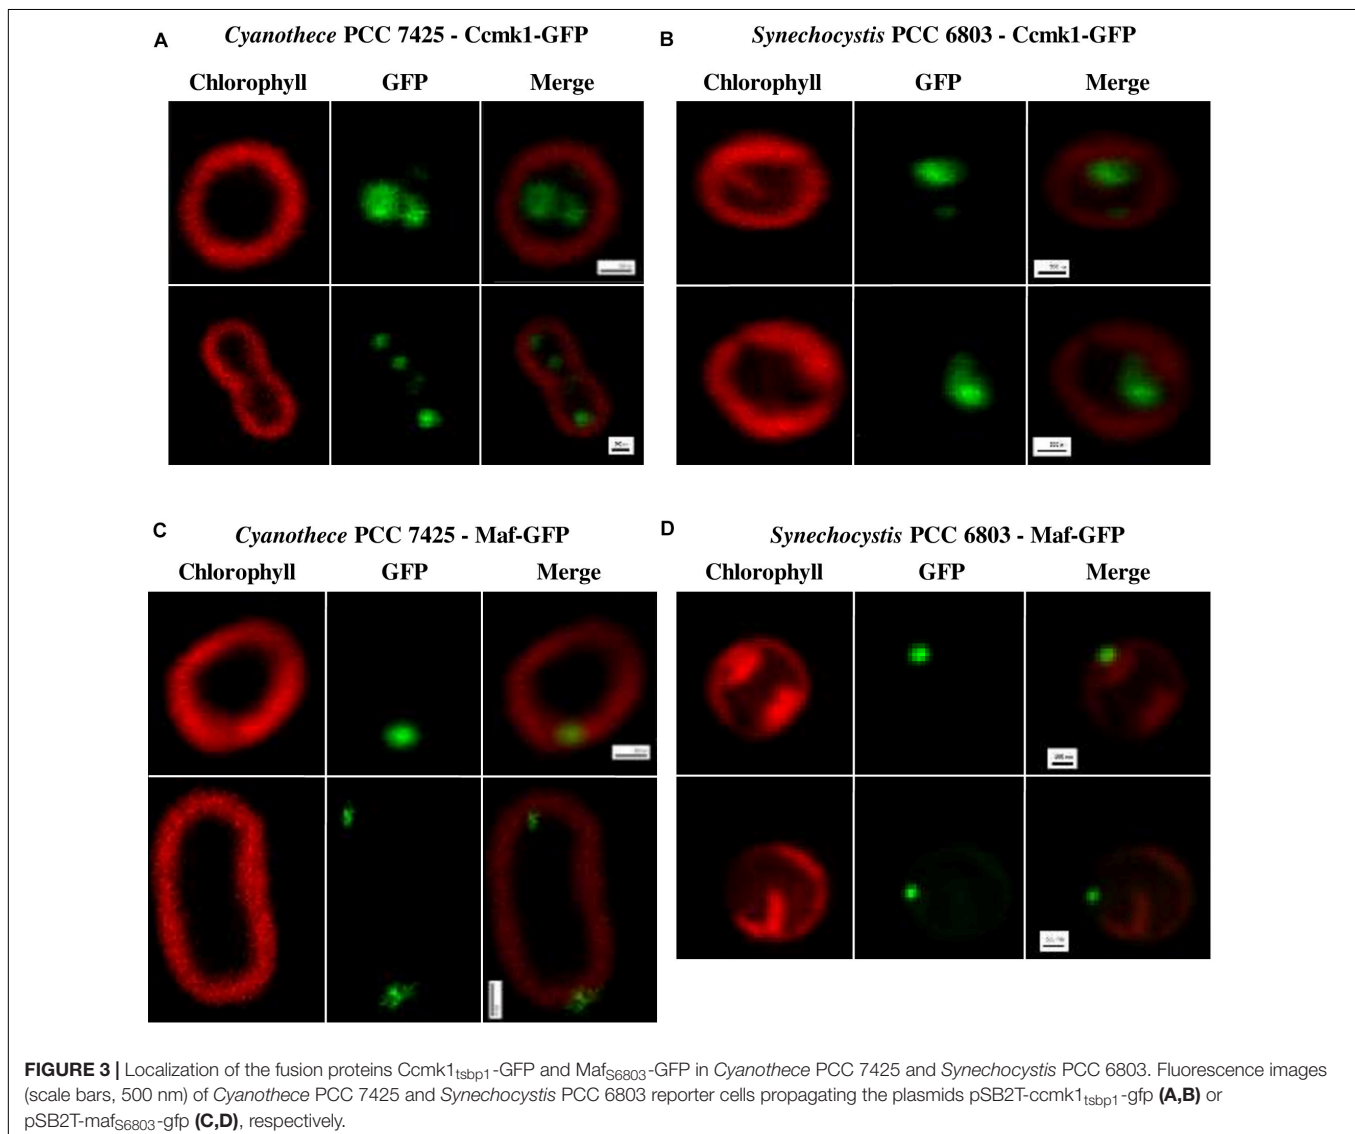 A
Cyanothece PCC 7425 - Ccmk1-GFP
Chlorophyll GFP Merge
B
Synechocystis PCC 6803 - Ccmk1-GFP
Chlorophyll GFP Merge
C
Cyanothece PCC 7425 - Maf-GFP
Chlorophyll GFP Merge
D
Synechocystis PCC 6803 - Maf-GFP
Chlorophyll GFP Merge
FIGURE 3 | Localization of the fusion proteins Ccmk1tsbp1-GFP and MafS6803-GFP in Cyanothece PCC 7425 and Synechocystis PCC 6803. Fluorescence images
(scale bars, 500 nm) of Cyanothece PCC 7425 and Synechocystis PCC 6803 reporter cells propagating the plasmids pSB2T-ccmk1tsbp1-gfp (A,B) or
pSB2T-mafS6803-gfp (C,D), respectively.